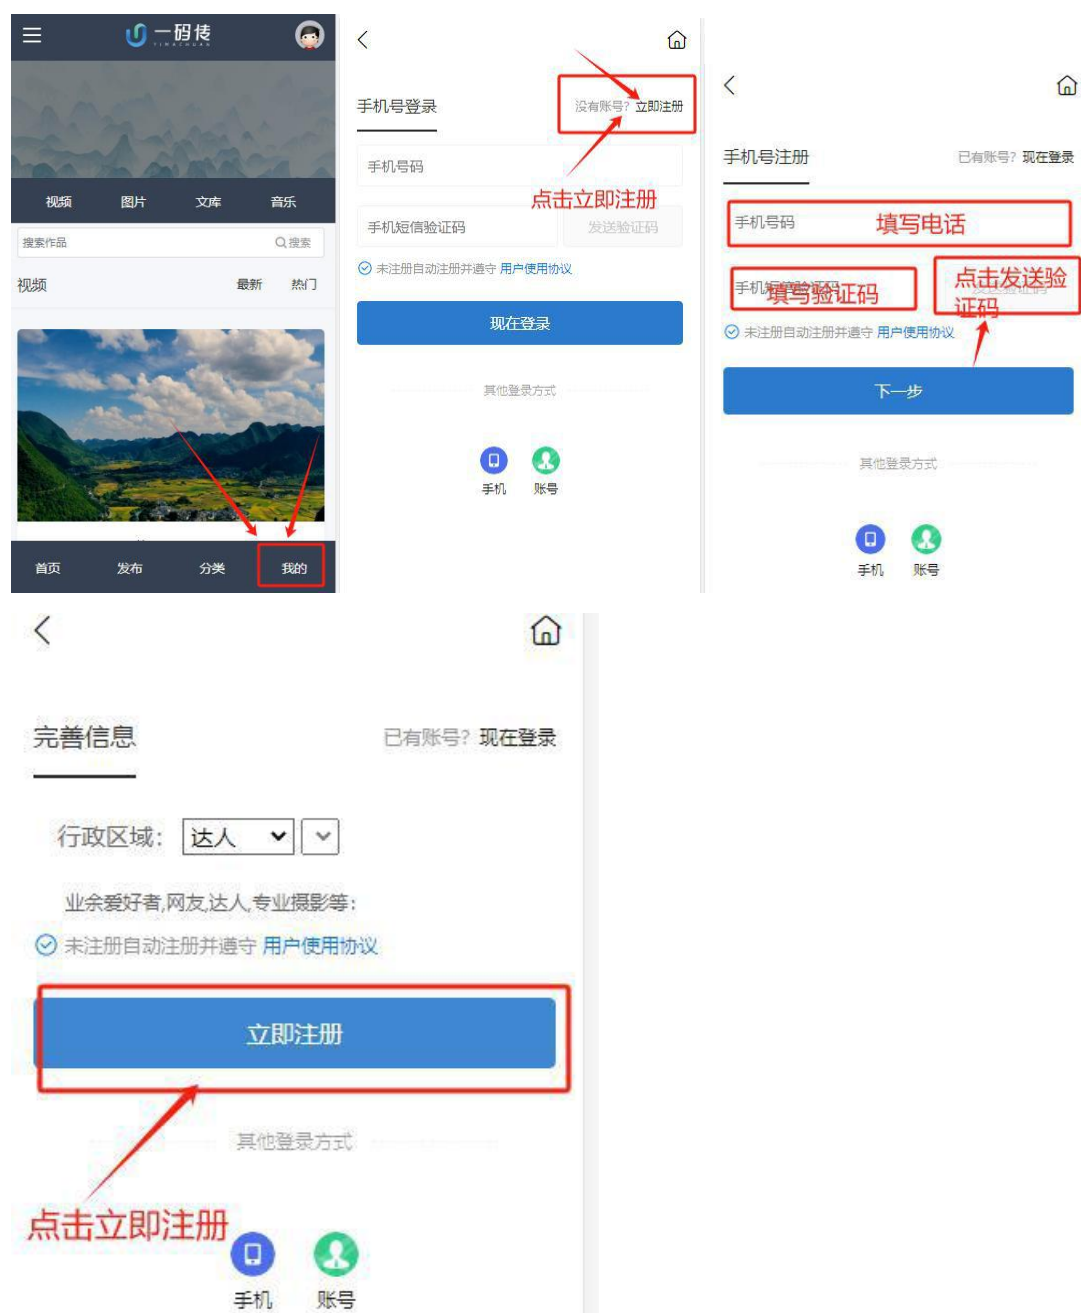 一码传
YIMACHUAN
视频 图片 文库 音乐
搜索作品 搜索
视频 最新 热门
首页 发布 分类 我的
手机号登录 没有账号? 立即注册
手机号码
点击立即注册
手机短信验证码 发送验证码
未注册自动注册并遵守 用户使用协议
现在登录
其他登录方式
手机 账号
手机号注册 已有账号? 现在登录
手机号码 填写电话
填写验证码
点击发送验
证码
未注册自动注册并遵守 用户使用协议
下一步
其他登录方式
手机 账号
完善信息 已有账号? 现在登录
行政区域: 达人
业余爱好者,网友,达人,专业摄影等:
未注册自动注册并遵守 用户使用协议
立即注册
其他登录方式
点击立即注册
手机 账号